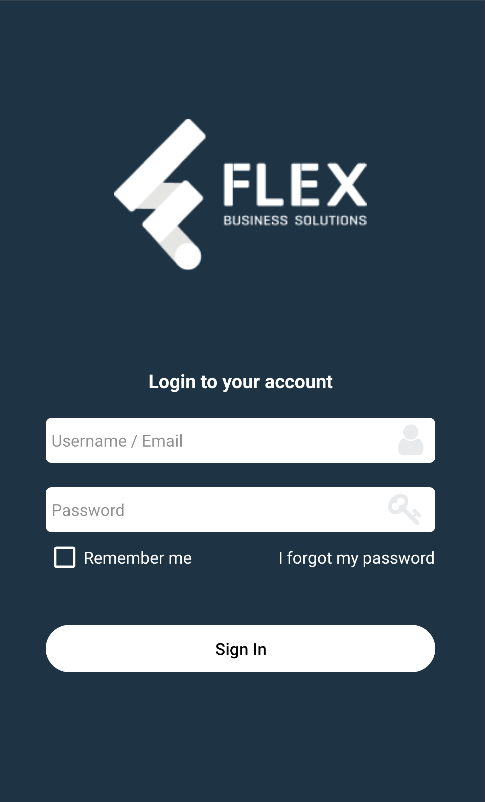 FLEX
BUSINESS SOLUTIONS
Login to your account
Username / Email
Password
Remember me
I forgot my password
Sign In